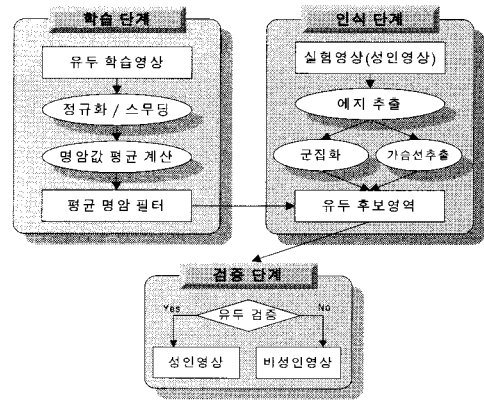 학습 단계
유두 학습영상
정규화 / 스무딩
명암값 평균 계산
평균 명암 필터
인식 단계
실험영상(성인영상)
에지 추출
군집화
가슴선추출
유두 후보영역
검증 단계
Yes
유두 검증
No
성인영상
비성인영상